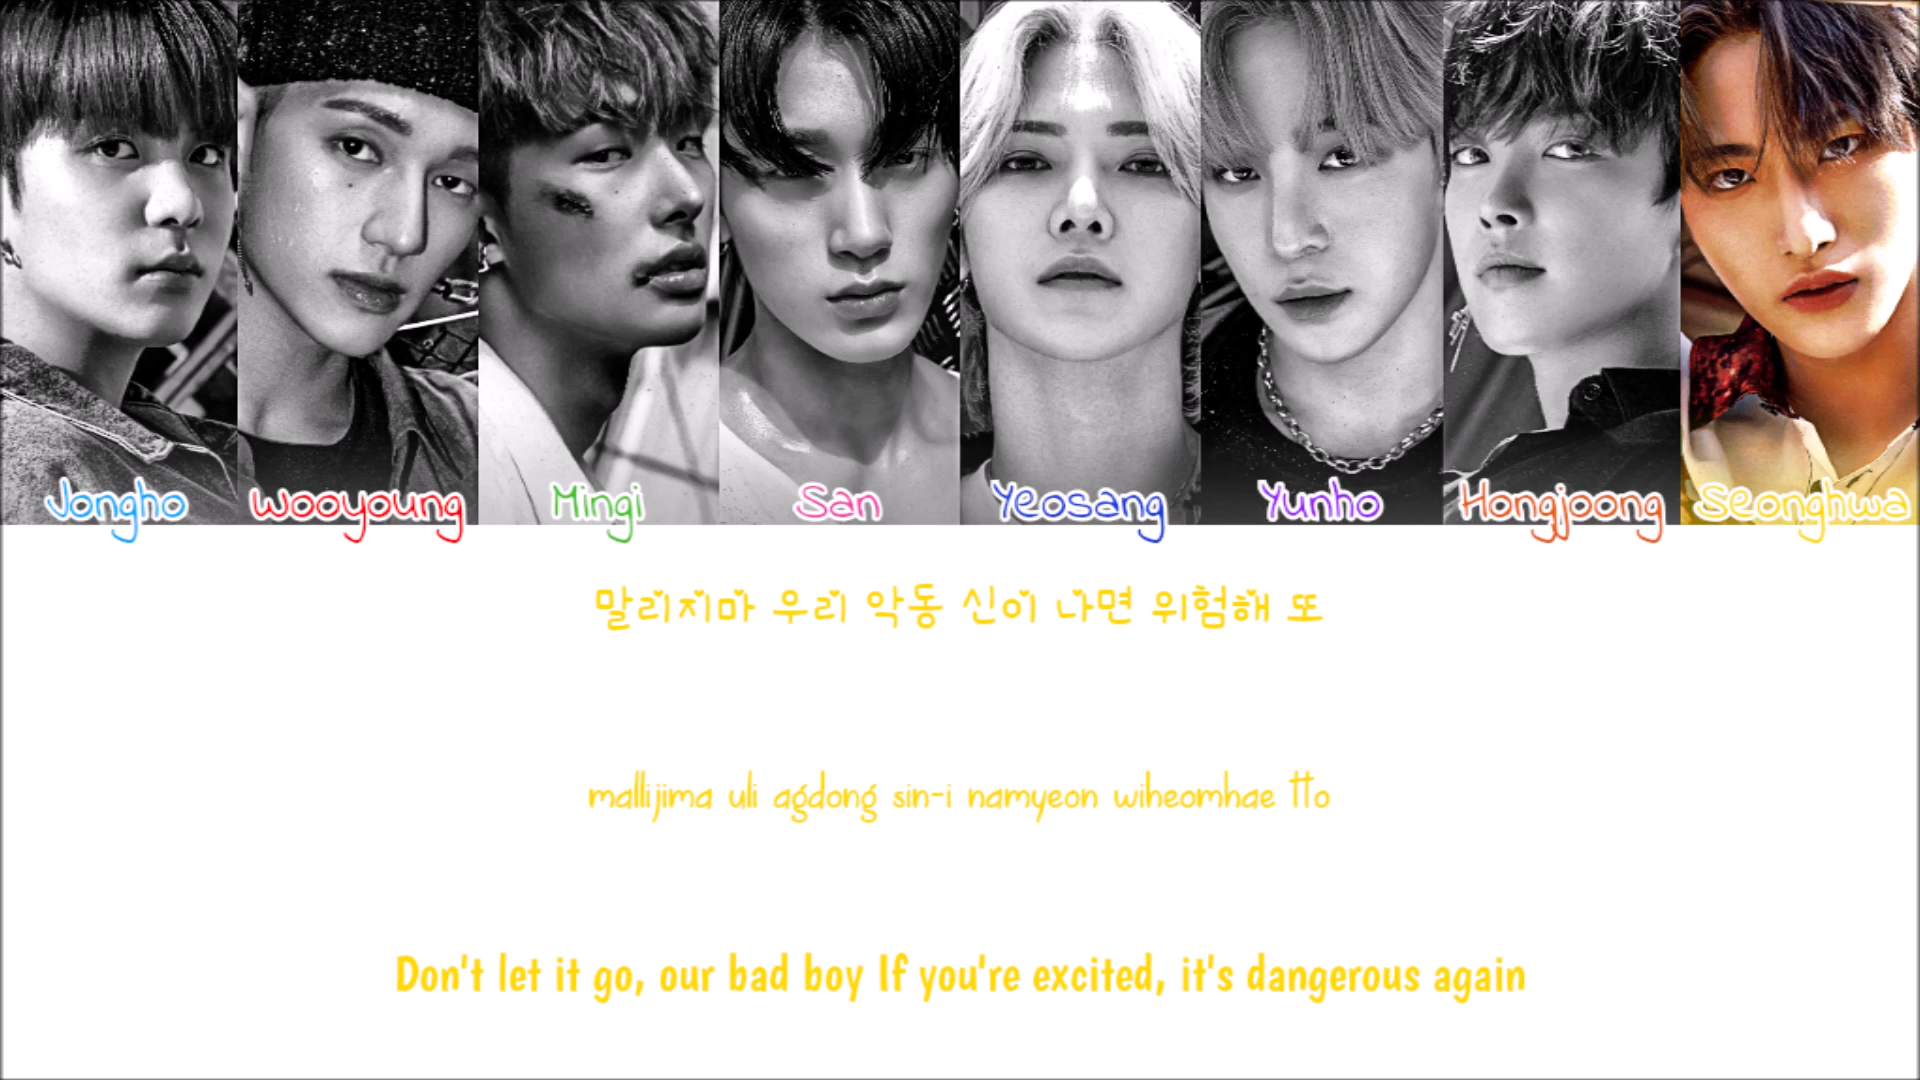 Jongho
Wooyoung
Mingi
San
Yeosang
Yunho
Hongjoong
Seonghwa
말리지마 우리 악동 신이 나면 위험해 또
mallijima uli agdong sin-i namyeon wiheomhae tto
Don't let it go, our bad boy If you're excited, it's dangerous again